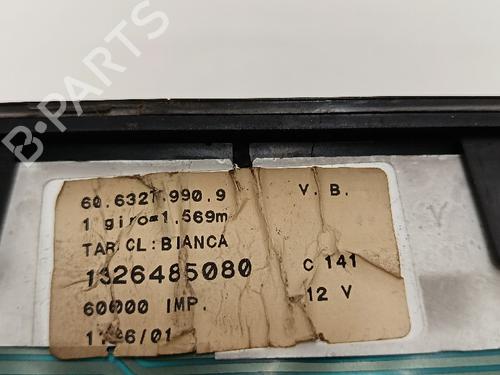 B-PARTS
60.6327.990.9 V. B.
1 giro=1.569m
TAR.CL:BIANCA
1326485080 C 141
60000 IMP. 12 V